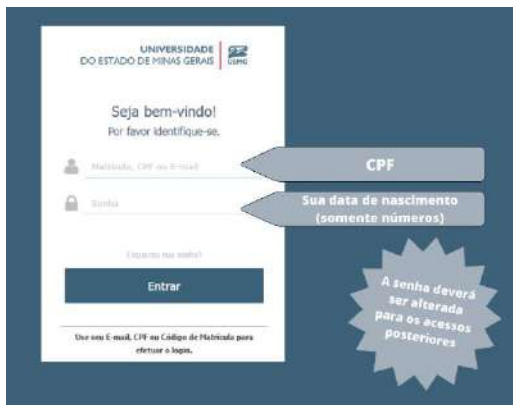 UNIVERSIDADE
DO ESTADO DE MINAS GERAIS
UEMG
Seja bem-vindo!
Por favor identifique-se.
Matrícula, CPF ou E-mail
CPF
Senha
Sua data de nascimento
(somente números)
Esqueceu sua senha?
Entrar
Use seu E-mail, CPF ou Código de Matrícula para
efetuar o login.
A senha deverá
ser alterada
para os acessos
posteriores